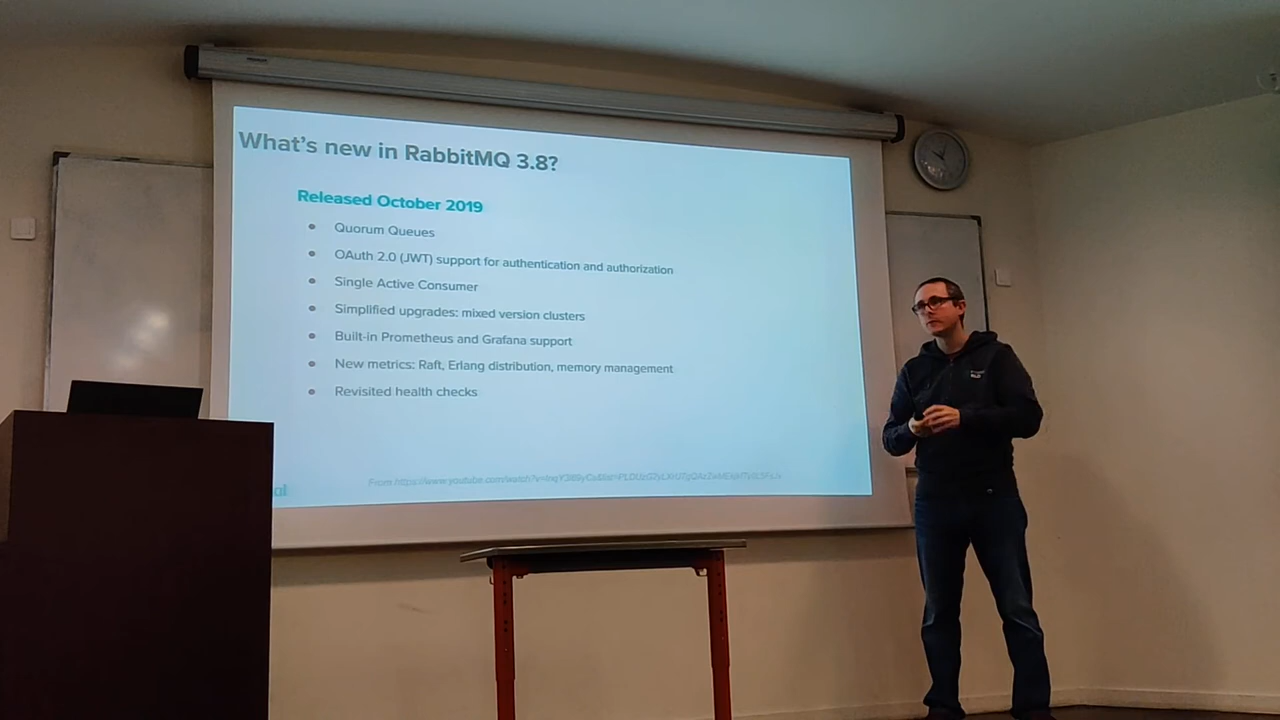 What's new in RabbitMQ 3.8?
Released October 2019
Quorum Queues
OAuth 2.0 (JWT) support for authentication and authorization
Single Active Consumer
Simplified upgrades: mixed version clusters
Built-in Prometheus and Grafana support
New metrics: Raft, Erlang distribution, memory management
Revisited health checks
From